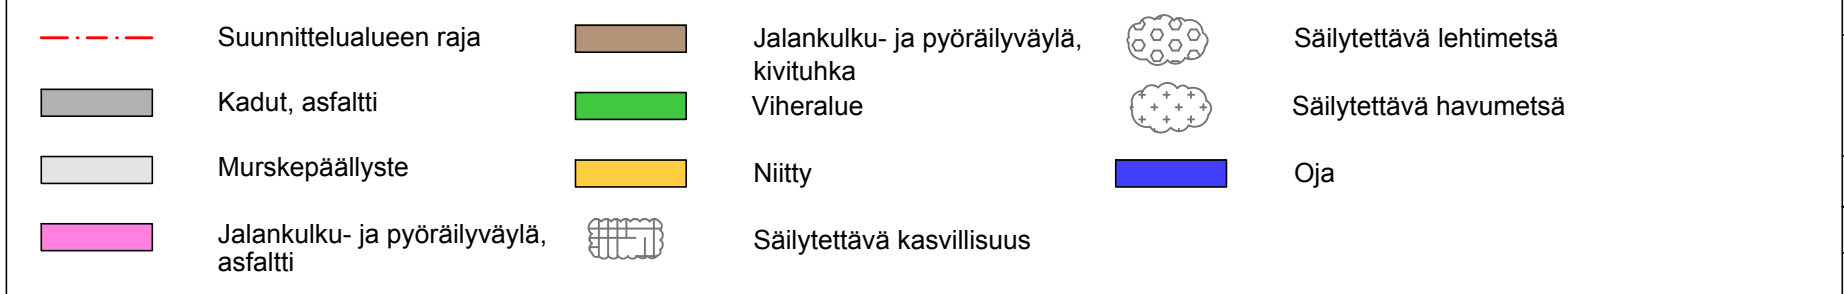 Suunnittelualueen raja
Kadut, asfaltti
Murskepäällyste
Jalankulku- ja pyöräilyväylä,
asfaltti
Jalankulku- ja pyöräilyväylä,
kivituhka
Viheralue
Niitty
Säilytettävä kasvillisuus
Säilytettävä lehtimetsä
Säilytettävä havumetsä
Oja